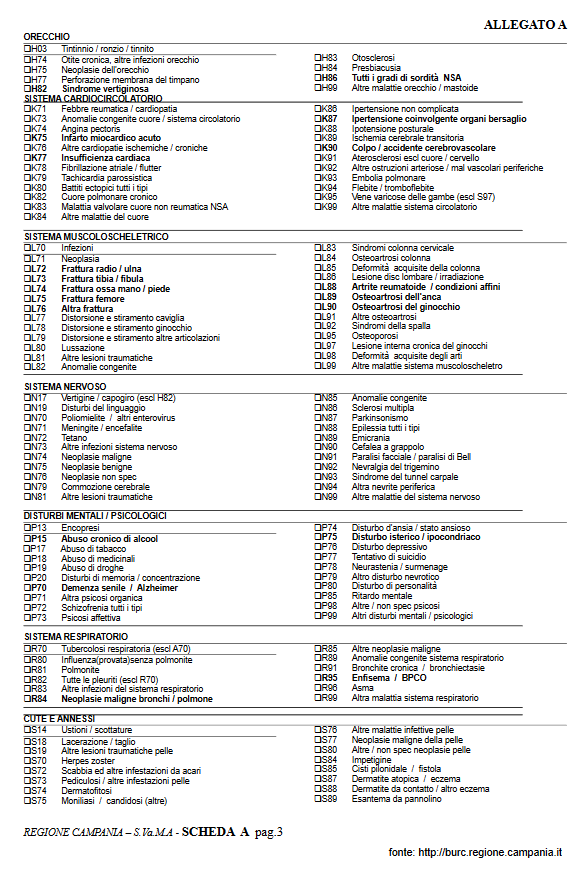 ALLEGATO A
ORECCHIO
❑H03 Tintinnio / ronzio / tinnito
❑H74 Otite cronica, altre infezioni orecchio
❑H75 Neoplasie dell'orecchio
❑H77 Perforazione membrana del timpano
❑H82 Sindrome vertiginosa
❑H83 Otosclerosi
❑H84 Presbiacusia
❑H86 Tutti i gradi di sordità NSA
❑H99 Altre malattie orecchio / mastoide
SISTEMA CARDIOCIRCOLATORIO
❑K71 Febbre reumatica / cardiopatia
❑K73 Anomalie congenite cuore / sistema circolatorio
❑K74 Angina pectoris
❑K75 Infarto miocardico acuto
❑K76 Altre cardiopatie ischemiche / croniche
❑K77 Insufficienza cardiaca
❑K78 Fibrillazione atriale / flutter
❑K79 Tachicardia parossistica
❑K80 Battiti ectopici tutti i tipi
❑K82 Cuore polmonare cronico
❑K83 Malattia valvolare cuore non reumatica NSA
❑K84 Altre malattie del cuore
❑K86 Ipertensione non complicata
❑K87 Ipertensione coinvolgente organi bersaglio
❑K88 Ipotensione posturale
❑K89 Ischemia cerebrale transitoria
❑K90 Colpo / accidente cerebrovascolare
❑K91 Aterosclerosi escl cuore / cervello
❑K92 Altre ostruzioni arteriose / mal vascolari periferiche
❑K93 Embolia polmonare
❑K94 Flebite / tromboflebite
❑K95 Vene varicose delle gambe (escl S97)
❑K99 Altre malattie sistema circolatorio
SISTEMA MUSCOLOSCHELETRICO
❑L70 Infezioni
❑L71 Neoplasia
❑L72 Frattura radio / ulna
❑L73 Frattura tibia / fibula
❑L74 Frattura ossa mano / piede
❑L75 Frattura femore
❑L76 Altra frattura
❑L77 Distorsione e stiramento caviglia
❑L78 Distorsione e stiramento ginocchio
❑L79 Distorsione e stiramento altre articolazioni
❑L80 Lussazione
❑L81 Altre lesioni traumatiche
❑L82 Anomalie congenite
❑L83 Sindromi colonna cervicale
❑L84 Osteoartrosi colonna
❑L85 Deformità acquisite della colonna
❑L86 Lesione disc lombare / irradiazione
❑L88 Artrite reumatoide / condizioni affini
❑L89 Osteoartrosi dell'anca
❑L90 Osteoartrosi del ginocchio
❑L91 Altre osteoartrosi
❑L92 Sindromi della spalla
❑L95 Osteoporosi
❑L97 Lesione interna cronica del ginocchi
❑L98 Deformità acquisite degli arti
❑L99 Altre malattie sistema muscoloscheletro
SISTEMA NERVOSO
❑N17 Vertigine / capogiro (escl H82)
❑N19 Disturbi del linguaggio
❑N70 Poliomielite / altri enterovirus
❑N71 Meningite / encefalite
❑N72 Tetano
❑N73 Altre infezioni sistema nervoso
❑N74 Neoplasie maligne
❑N75 Neoplasie benigne
❑N76 Neoplasie non spec
❑N79 Commozione cerebrale
❑N81 Altre lesioni traumatiche
❑N85 Anomalie congenite
❑N86 Sclerosi multipla
❑N87 Parkinsonismo
❑N88 Epilessia tutti i tipi
❑N89 Emicrania
❑N90 Cefalea a grappolo
❑N91 Paralisi facciale / paralisi di Bell
❑N92 Nevralgia del trigemino
❑N93 Sindrome del tunnel carpale
❑N94 Altra nevrite periferica
❑N99 Altre malattie del sistema nervoso
DISTURBI MENTALI / PSICOLOGICI
❑P13 Encopresi
❑P15 Abuso cronico di alcool
❑P17 Abuso di tabacco
❑P18 Abuso di medicinali
❑P19 Abuso di droghe
❑P20 Disturbi di memoria / concentrazione
❑P70 Demenza senile / Alzheimer
❑P71 Altra psicosi organica
❑P72 Schizofrenia tutti i tipi
❑P73 Psicosi affettiva
❑P74 Disturbo d'ansia / stato ansioso
❑P75 Disturbo isterico / ipocondriaco
❑P76 Disturbo depressivo
❑P77 Tentativo di suicidio
❑P78 Neurastenia / surmenage
❑P79 Altro disturbo nevrotico
❑P80 Disturbo di personalità
❑P85 Ritardo mentale
❑P98 Altre / non spec psicosi
❑P99 Altri disturbi mentali / psicologici
SISTEMA RESPIRATORIO
❑R70 Tubercolosi respiratoria (escl A70)
❑R80 Influenza(provata)senza polmonite
❑R81 Polmonite
❑R82 Tutte le pleuriti (escl R70)
❑R83 Altre infezioni del sistema respiratorio
❑R84 Neoplasie maligne bronchi / polmone
❑R85 Altre neoplasie maligne
❑R89 Anomalie congenite sistema respiratorio
❑R91 Bronchite cronica / bronchiectasie
❑R95 Enfisema / BPCO
❑R96 Asma
❑R99 Altra malattia sistema respiratorio
CUTE E ANNESSI
❑S14 Ustioni / scottature
❑S18 Lacerazione / taglio
❑S19 Altre lesioni traumatiche pelle
❑S70 Herpes zoster
❑S72 Scabbia ed altre infestazioni da acari
❑S73 Pediculosi / altre infestazioni pelle
❑S74 Dermatofitosi
❑S75 Moniliasi / candidosi (altre)
❑S76 Altre malattie infettive pelle
❑S77 Neoplasie maligne della pelle
❑S80 Altre / non spec neoplasie pelle
❑S84 Impetigine
❑S85 Cisti pilonidale / fistola
❑S87 Dermatite atopica / eczema
❑S88 Dermatite da contatto / altro eczema
❑S89 Esantema da pannolino
REGIONE CAMPANIA – S.Va.M.A - SCHEDA A pag.3
fonte: http://burc.regione.campania.it